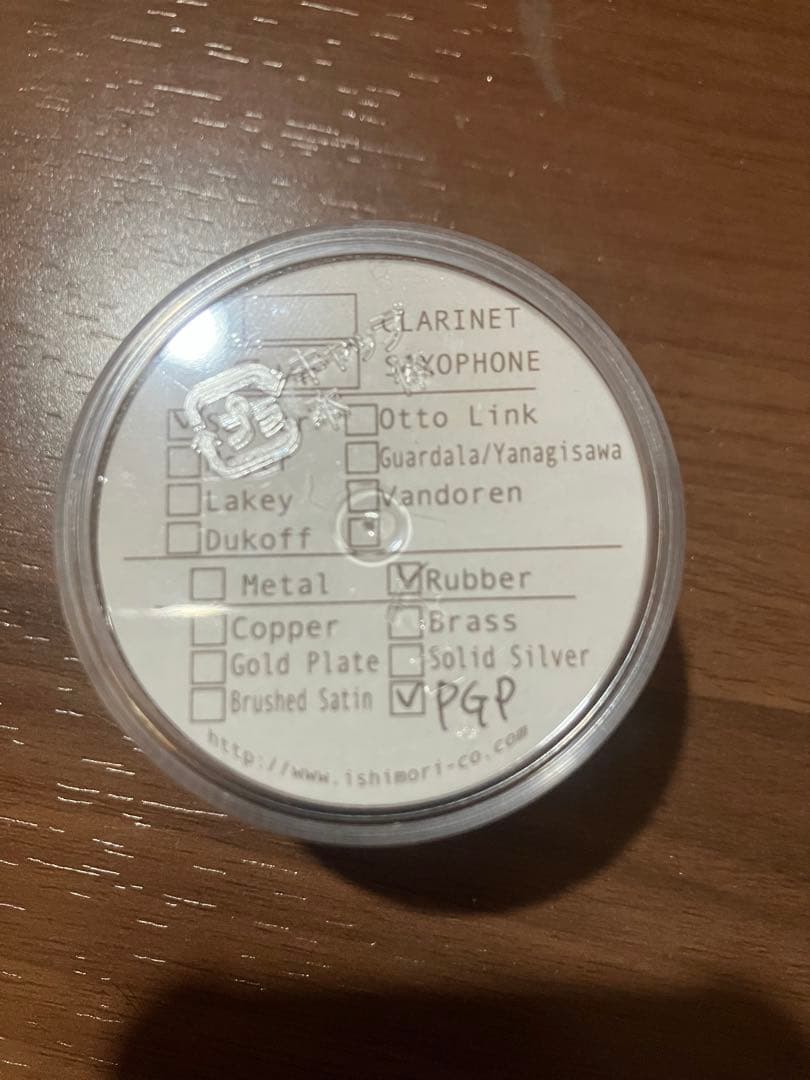 CLARINET
SAXOPHONE
Otto Link
Guardala/Yanagisawa
Lakey Vandoren
Dukoff
Metal Rubber
Copper Brass
Gold Plate Solid Silver
Brushed Satin PGP
http://www.ishimori-co.com